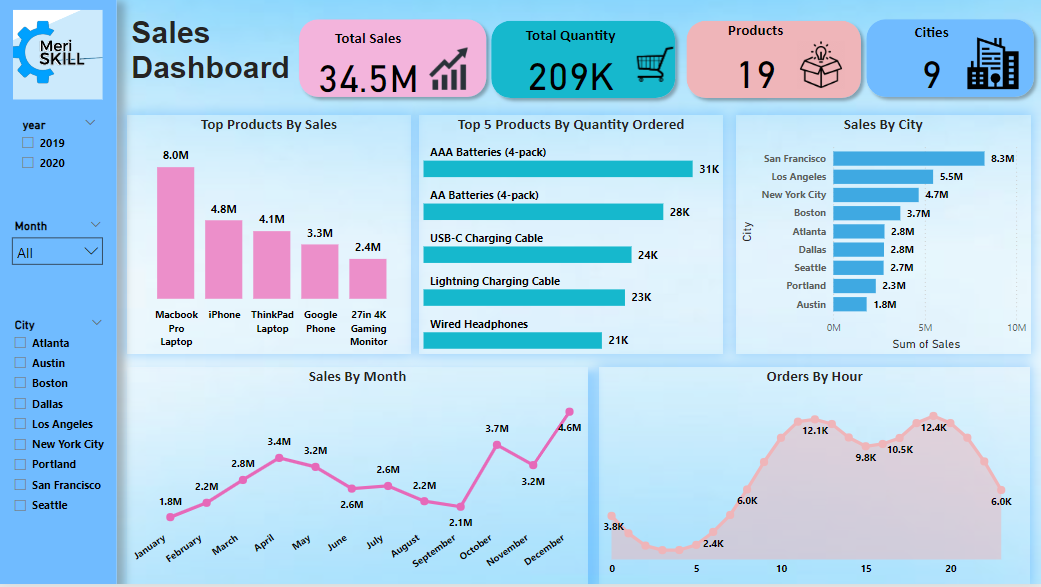 Meri
SKILL
Sales
Dashboard
Total Sales
34.5M
Total Quantity
209K
Products
19
Cities
9
year
2019
2020
Month
All
City
Atlanta
Austin
Boston
Dallas
Los Angeles
New York City
Portland
San Francisco
Seattle
Top Products By Sales
8.0M
4.8M
4.1M
3.3M
2.4M
Macbook
Pro
Laptop
iPhone
ThinkPad
Laptop
Google
Phone
27in 4K
Gaming
Monitor
Top 5 Products By Quantity Ordered
AAA Batteries (4-pack)
31K
AA Batteries (4-pack)
28K
USB-C Charging Cable
24K
Lightning Charging Cable
23K
Wired Headphones
21K
Sales By City
City
San Francisco 8.3M
Los Angeles 5.5M
New York City 4.7M
Boston 3.7M
Atlanta 2.8M
Dallas 2.8M
Seattle 2.7M
Portland 2.3M
Austin 1.8M
0M 5M 10M
Sum of Sales
Sales By Month
1.8M
2.2M
2.8M
3.4M
3.2M
2.6M
2.6M
2.2M
2.1M
3.7M
3.2M
4.6M
January
February
March
April
May
June
July
August
September
October
November
December
Orders By Hour
3.8K
2.4K
6.0K
12.1K
9.8K
10.5K
12.4K
6.0K
0 5 10 15 20